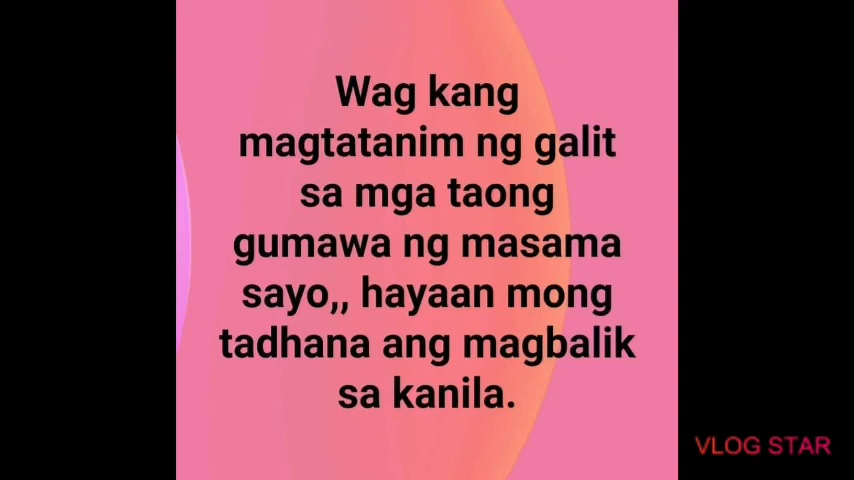 Wag kang
magtatanim ng galit
sa mga taong
gumawa ng masama
sayo,, hayaan mong
tadhana ang magbalik
sa kanila.
VLOG STAR